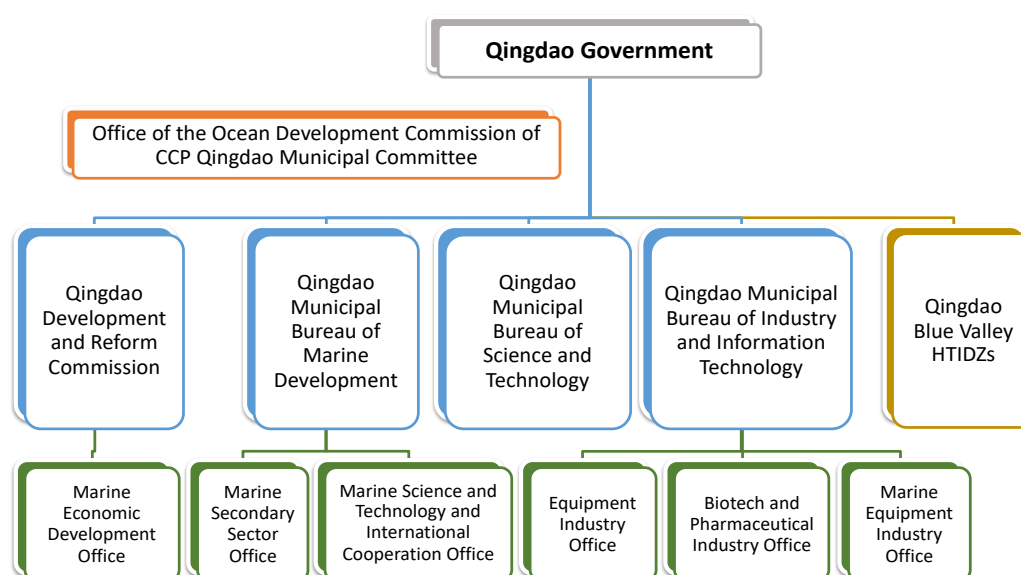 Qingdao Government
Office of the Ocean Development Commission of
CCP Qingdao Municipal Committee
Qingdao
Development
and Reform
Commission
Qingdao
Municipal
Bureau of
Marine
Development
Qingdao
Municipal
Bureau of
Science and
Technology
Qingdao Municipal
Bureau of Industry
and Information
Technology
Qingdao
Blue Valley
HTIDZs
Marine
Economic
Development
Office
Marine
Secondary
Sector
Office
Marine Science and
Technology and
International
Cooperation Office
Equipment
Industry
Office
Biotech and
Pharmaceutical
Industry Office
Marine
Equipment
Industry
Office